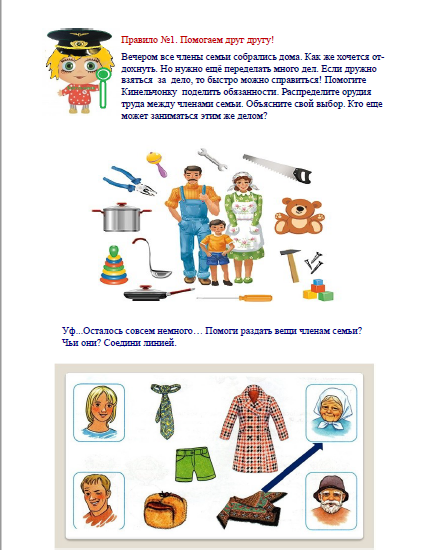 Правило №1. Помогаем друг другу!
Вечером все члены семьи собрались дома. Как же хочется от-
дохнуть. Но нужно ещё переделать много дел. Если дружно
взяться за дело, то быстро можно справиться! Помогите
Кинельчонку поделить обязанности. Распределите орудия
труда между членами семьи. Объясните свой выбор. Кто еще
может заниматься этим же делом?
Уф...Осталось совсем немного… Помоги раздать вещи членам семьи?
Чьи они? Соедини линией.